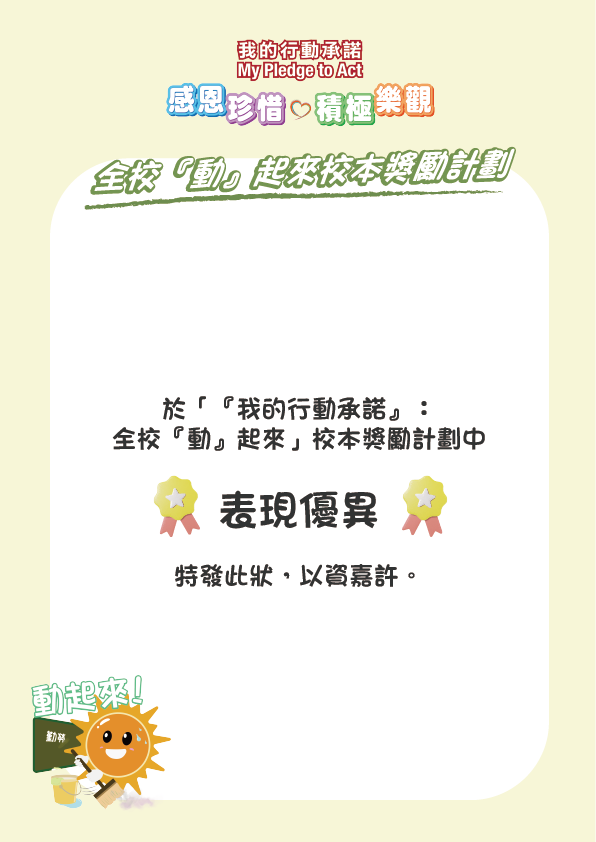 我的行動承諾
My Pledge to Act
感恩珍惜 積極樂觀
全校『動』起來校本獎勵計劃
於「『我的行動承諾』：
全校『動』起來」校本獎勵計劃中
表現優異
特發此狀，以資嘉許。
動起來！